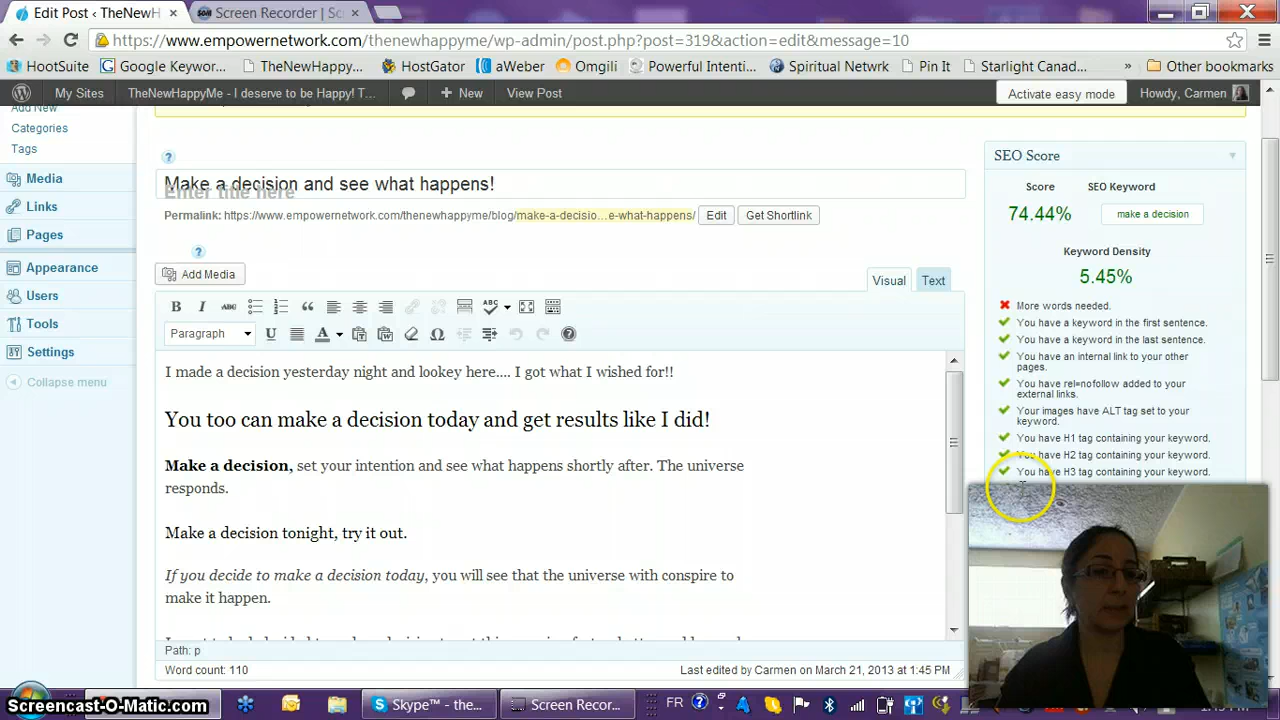 Edit Post ‹ TheNewH
Screen Recorder | Sc
https://www.empowernetwork.com/thenewhappyme/wp-admin/post.php?post=319&action=edit&message=10
HootSuite
Google Keywor...
TheNewHappy...
HostGator
aWeber
Omgili
Powerful Intenti...
Spiritual Netwrk
Pin It
Starlight Canad...
»
Other bookmarks
My Sites
TheNewHappyMe - I deserve to be Happy! T...
+ New
View Post
Activate easy mode
Howdy, Carmen
Add New
Categories
Tags
Media
Links
Pages
Appearance
Users
Tools
Settings
Collapse menu
?
Make a decision and see what happens!
Enter title here
Permalink: https://www.empowernetwork.com/thenewhappyme/blog/make-a-decisio…e-what-happens/
Edit
Get Shortlink
?
Add Media
Visual
Text
B
I
ABC
ABC
Paragraph
U
A
Ω
?
I made a decision yesterday night and lookey here.... I got what I wished for!!
You too can make a decision today and get results like I did!
Make a decision, set your intention and see what happens shortly after. The universe
responds.
Make a decision tonight, try it out.
If you decide to make a decision today, you will see that the universe with conspire to
make it happen.
Path: p
Word count: 110
Last edited by Carmen on March 21, 2013 at 1:45 PM
SEO Score
Score
SEO Keyword
74.44%
make a decision
Keyword Density
5.45%
More words needed.
You have a keyword in the first sentence.
You have a keyword in the last sentence.
You have an internal link to your other
pages.
You have rel=nofollow added to your
external links.
Your images have ALT tag set to your
keyword.
You have H1 tag containing your keyword.
You have H2 tag containing your keyword.
You have H3 tag containing your keyword.
Screencast-O-Matic.com
Skype™ - the...
Screen Recor...
FR